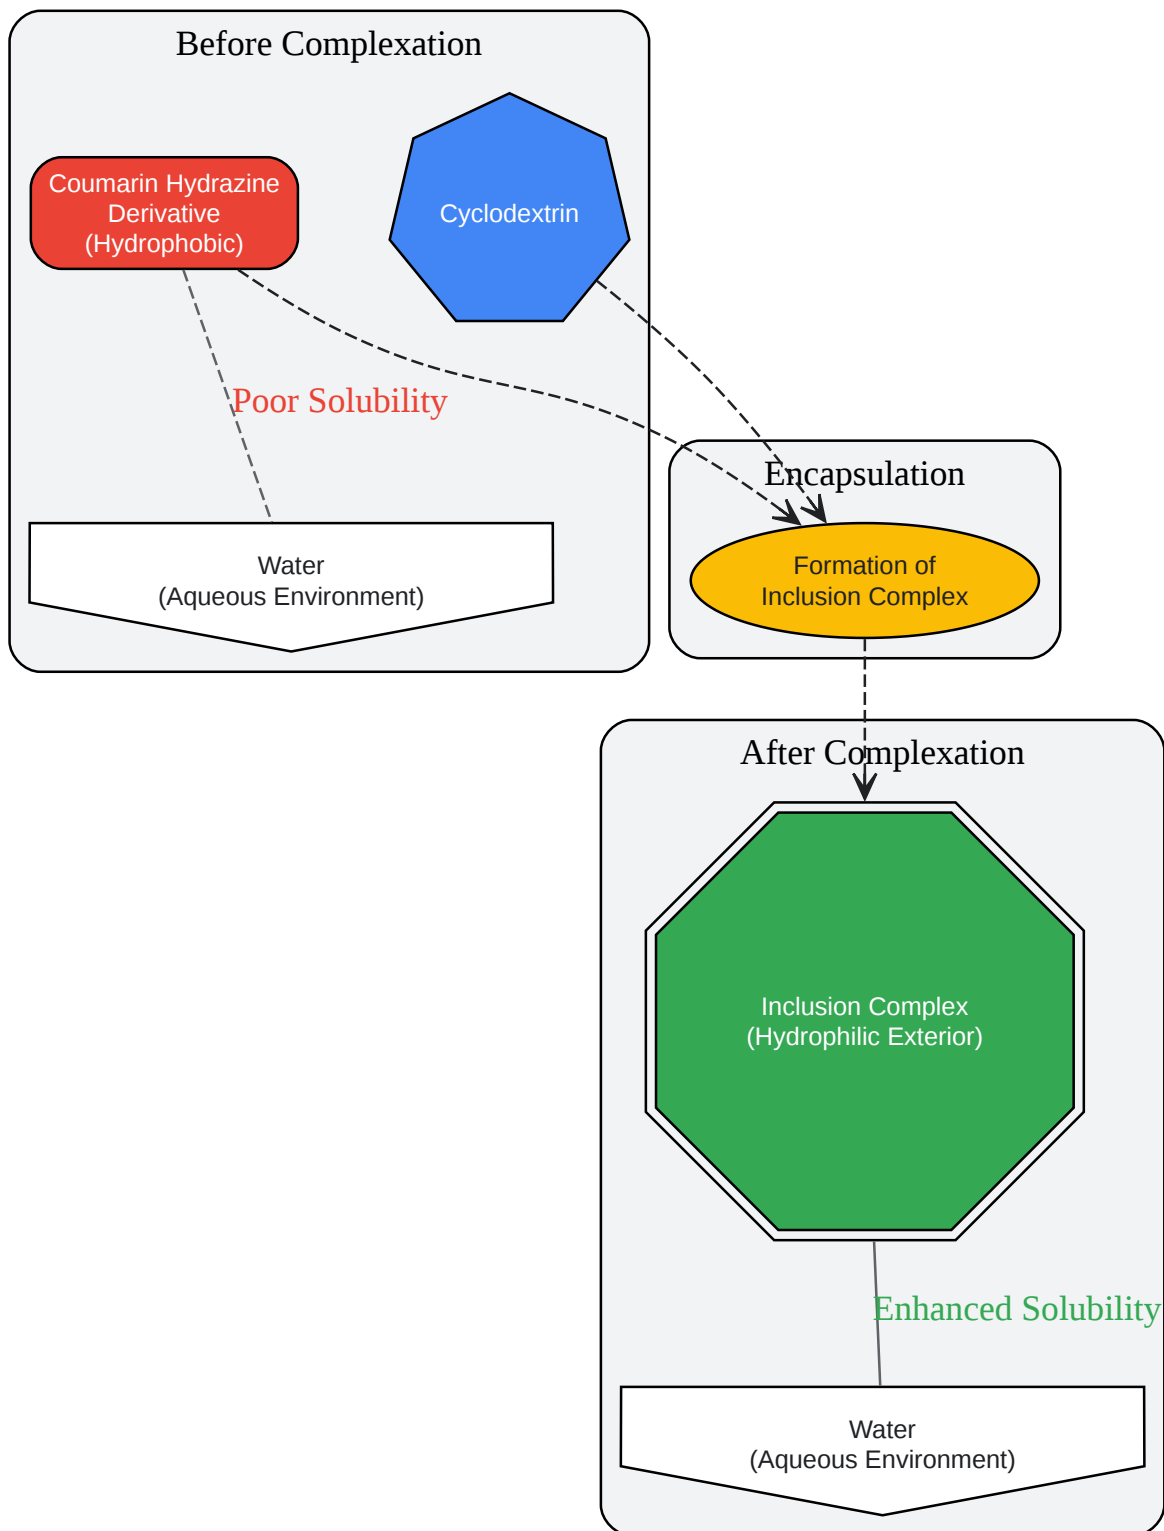 Before Complexation
Coumarin Hydrazine
Derivative
(Hydrophobic)
Cyclodextrin
Poor Solubility
Water
(Aqueous Environment)
Encapsulation
Formation of
Inclusion Complex
After Complexation
Inclusion Complex
(Hydrophilic Exterior)
Enhanced Solubility
Water
(Aqueous Environment)